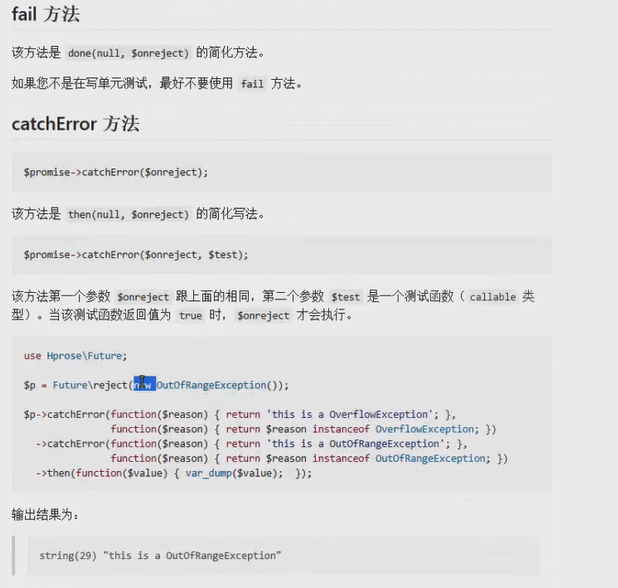 fail 方法
该方法是 done(null, $onreject) 的简化方法。
如果您不是在写单元测试，最好不要使用 fail 方法。
catchError 方法
$promise->catchError($onreject);
该方法是 then(null, $onreject) 的简化写法。
$promise->catchError($onreject, $test);
该方法第一个参数 $onreject 跟上面的相同，第二个参数 $test 是一个测试函数（ callable 类
型）。当该测试函数返回值为 true 时， $onreject 才会执行。
use Hprose\Future;
$p = Future\reject(new OutOfRangeException());
$p->catchError(function($reason) { return 'this is a OverflowException'; },
function($reason) { return $reason instanceof OverflowException; })
->catchError(function($reason) { return 'this is a OutOfRangeException'; },
function($reason) { return $reason instanceof OutOfRangeException; })
->then(function($value) { var_dump($value);  });
输出结果为：
string(29) "this is a OutOfRangeException"